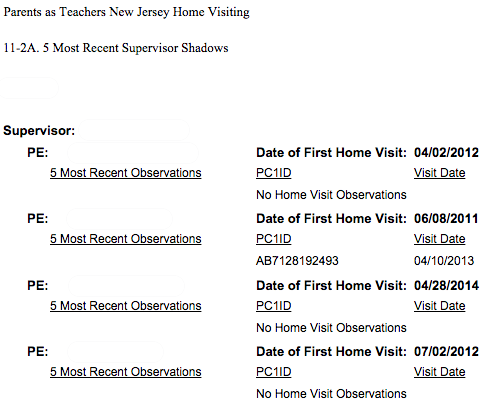 Parents as Teachers New Jersey Home Visiting
11-2A. 5 Most Recent Supervisor Shadows
Supervisor:
PE: Date of First Home Visit: 04/02/2012
5 Most Recent Observations PC1ID Visit Date
No Home Visit Observations
PE: Date of First Home Visit: 06/08/2011
5 Most Recent Observations PC1ID Visit Date
AB7128192493 04/10/2013
PE: Date of First Home Visit: 04/28/2014
5 Most Recent Observations PC1ID Visit Date
No Home Visit Observations
PE: Date of First Home Visit: 07/02/2012
5 Most Recent Observations PC1ID Visit Date
No Home Visit Observations